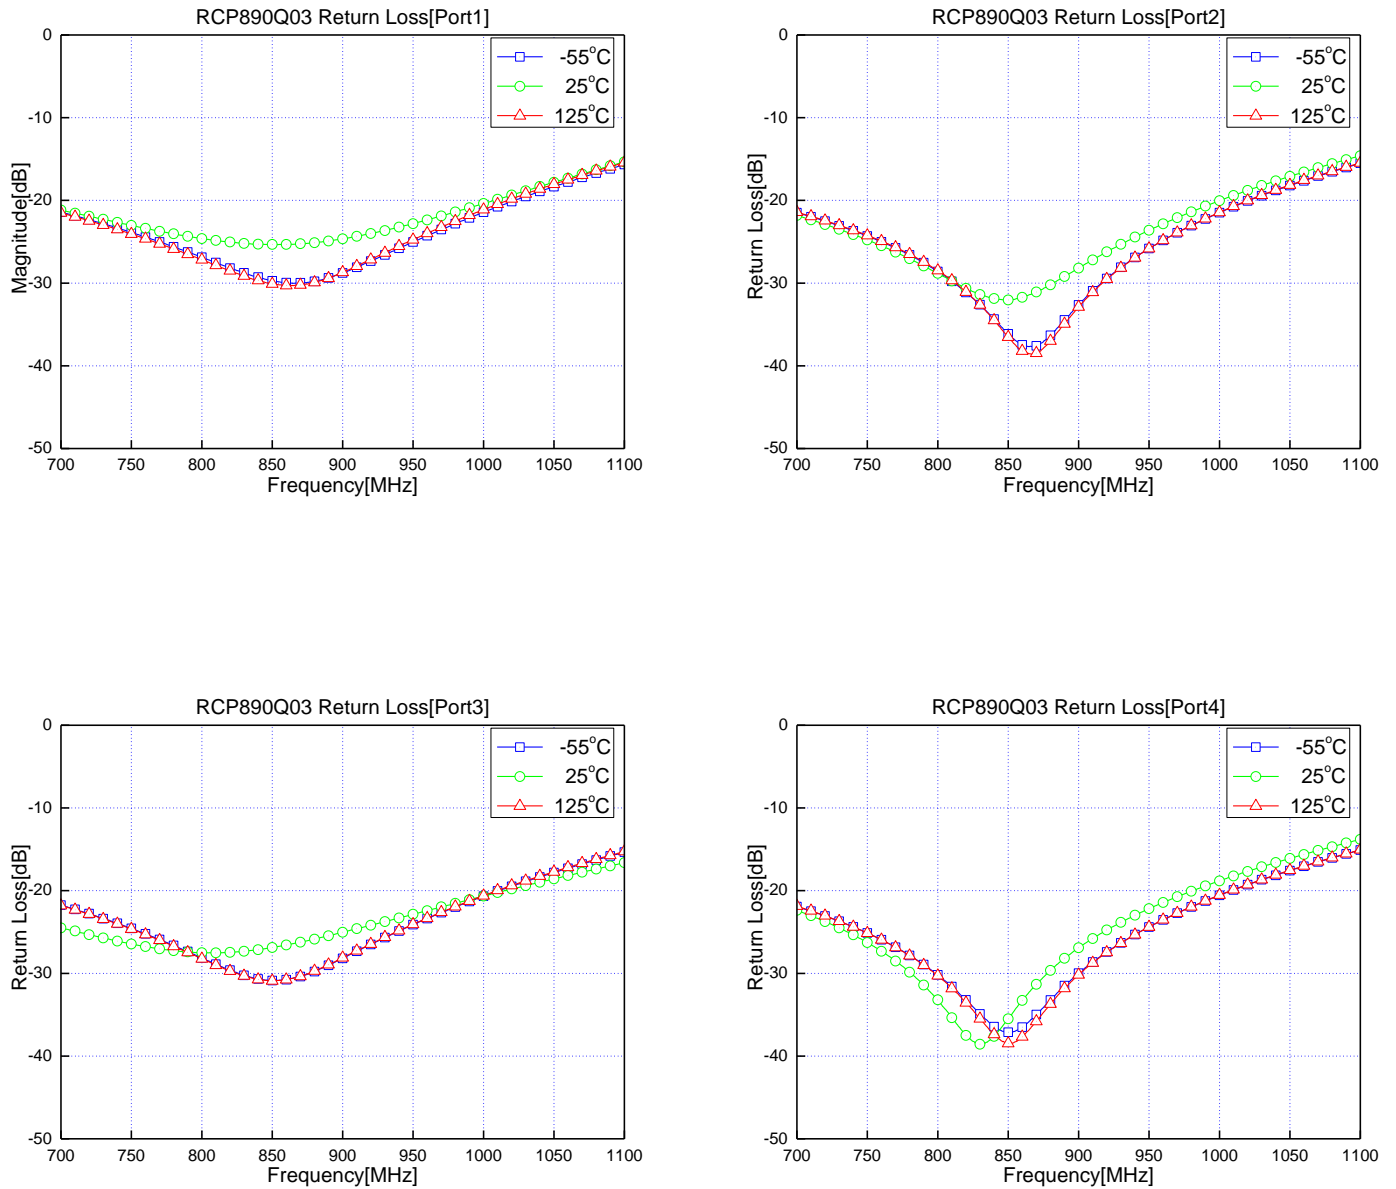 RCP890Q03 Return Loss[Port1]
Magnitude[dB]
0
-10
-20
-30
-40
-50
-55°C
25°C
125°C
700 750 800 850 900 950 1000 1050 1100
Frequency[MHz]
RCP890Q03 Return Loss[Port2]
Return Loss[dB]
0
-10
-20
-30
-40
-50
-55°C
25°C
125°C
700 750 800 850 900 950 1000 1050 1100
Frequency[MHz]
RCP890Q03 Return Loss[Port3]
Return Loss[dB]
0
-10
-20
-30
-40
-50
-55°C
25°C
125°C
700 750 800 850 900 950 1000 1050 1100
Frequency[MHz]
RCP890Q03 Return Loss[Port4]
Return Loss[dB]
0
-10
-20
-30
-40
-50
-55°C
25°C
125°C
700 750 800 850 900 950 1000 1050 1100
Frequency[MHz]